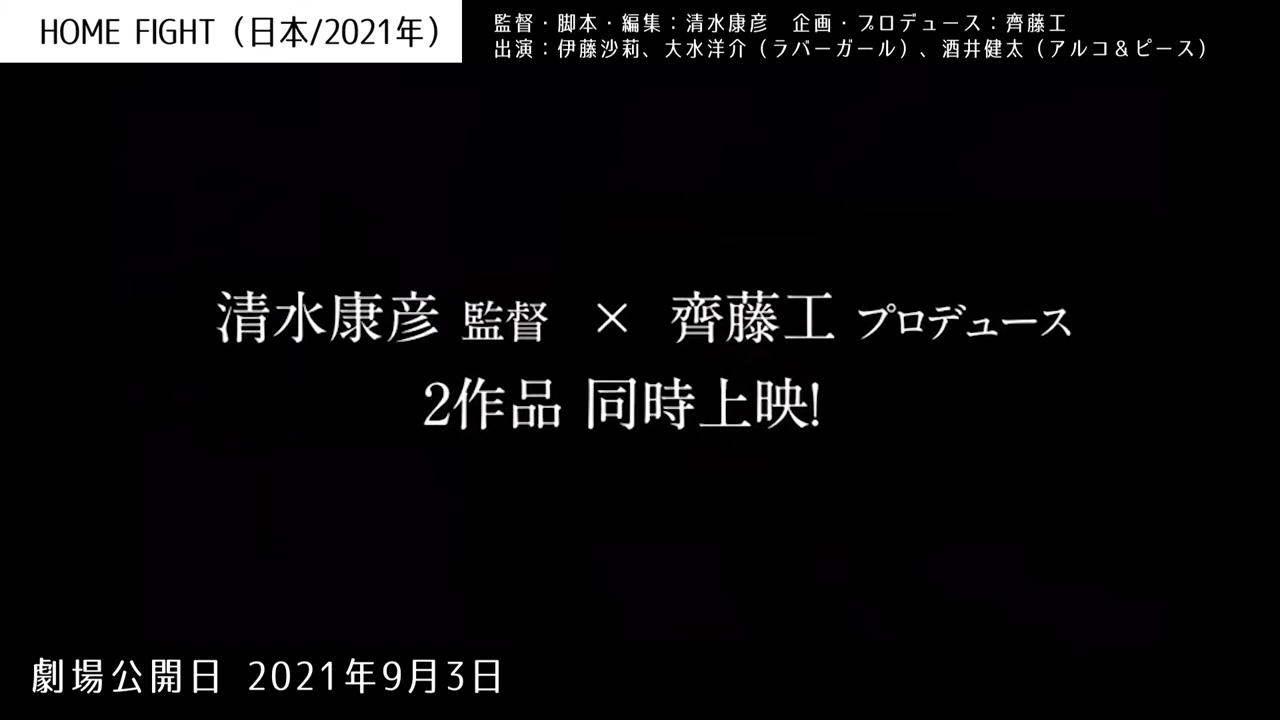 HOME FIGHT（日本/2021年）
監督・脚本・編集：清水康彦　企画・プロデュース：齊藤工
出演：伊藤沙莉、大水洋介（ラバーガール）、酒井健太（アルコ＆ピース）
清水康彦 監督 × 齊藤工 プロデュース
2作品 同時上映!
劇場公開日 2021年9月3日